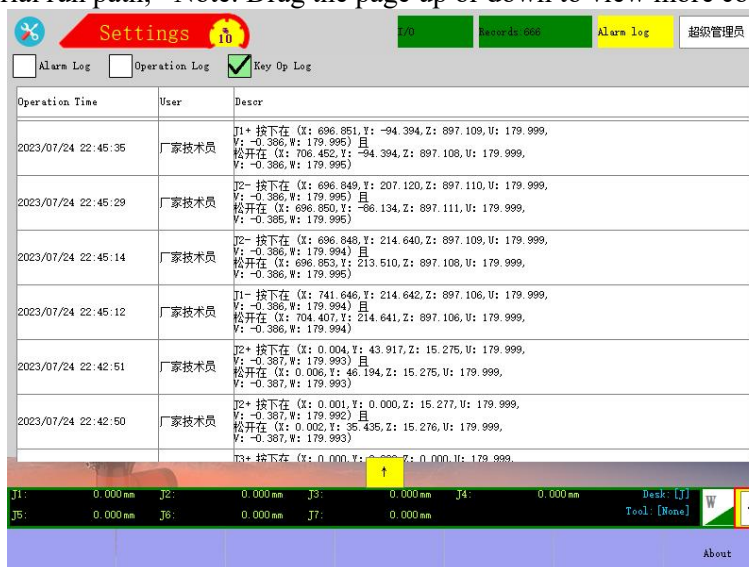 Note: Drag the page up or down to view more
Settings 10 I/O Records:666 Alarm log 超级管理员
Alarm Log Operation Log Key Op Log
Operation Time User Descr
J1+ 按下在 (X: 696.851,Y: -94.394,Z: 897.109,U: 179.999,
V: -0.386,W: 179.995) 且
2023/07/24 22:45:35 厂家技术员
松开在 (X: 706.452,Y: -94.394,Z: 897.108,U: 179.999,
V: -0.386,W: 179.995)
J2- 按下在 (X: 696.849,Y: 207.120,Z: 897.110,U: 179.999,
V: -0.386,W: 179.995) 且
2023/07/24 22:45:29 厂家技术员
松开在 (X: 696.850,Y: -86.134,Z: 897.111,U: 179.999,
V: -0.385,W: 179.995)
J2- 按下在 (X: 696.848,Y: 214.640,Z: 897.109,U: 179.999,
V: -0.386,W: 179.994) 且
2023/07/24 22:45:14 厂家技术员
松开在 (X: 696.853,Y: 213.510,Z: 897.108,U: 179.999,
V: -0.386,W: 179.995)
J1- 按下在 (X: 741.646,Y: 214.642,Z: 897.106,U: 179.999,
V: -0.386,W: 179.994) 且
2023/07/24 22:45:12 厂家技术员
松开在 (X: 704.407,Y: 214.641,Z: 897.106,U: 179.999,
V: -0.386,W: 179.994)
J2+ 按下在 (X: 0.004,Y: 43.917,Z: 15.275,U: 179.999,
V: -0.387,W: 179.993) 且
2023/07/24 22:42:51 厂家技术员
松开在 (X: 0.006,Y: 46.194,Z: 15.275,U: 179.999,
V: -0.387,W: 179.993)
J2+ 按下在 (X: 0.001,Y: 0.000,Z: 15.277,U: 179.999,
V: -0.387,W: 179.992) 且
2023/07/24 22:42:50 厂家技术员
松开在 (X: 0.002,Y: 35.435,Z: 15.276,U: 179.999,
V: -0.387,W: 179.993)
J3+ 按下在 (X: 0.000,Y: 0.000,U: 179.999,
↑
J1: 0.000mm J2: 0.000mm J3: 0.000mm J4: 0.000mm Desk:[J] W
J5: 0.000mm J6: 0.000mm J7: 0.000mm Tool:[None]
About